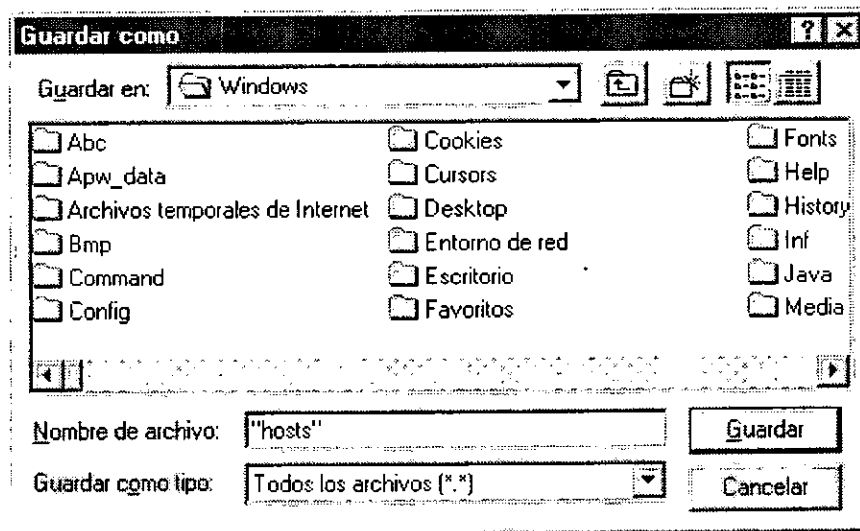 Guardar como
Guardar en: Windows
Abc Cookies Fonts
Apw_data Cursors Help
Archivos temporales de Internet Desktop History
Bmp Entorno de red Inf
Command Escritorio Java
Config Favoritos Media
Nombre de archivo: "hosts" Guardar
Guardar como tipo: Todos los archivos (*.*) Cancelar